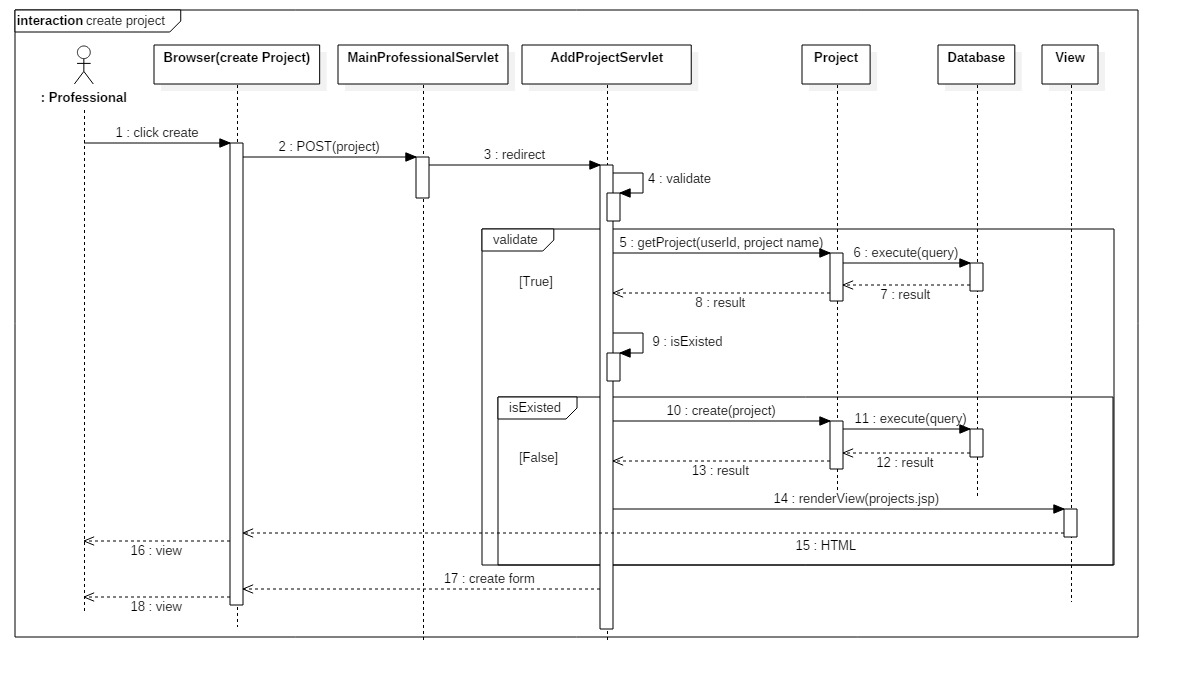 interaction create project
: Professional
Browser(create Project)
MainProfessionalServlet
AddProjectServlet
Project
Database
View
1 : click create
2 : POST(project)
3 : redirect
4 : validate
validate
[True]
5 : getProject(userId, project name)
6 : execute(query)
7 : result
8 : result
9 : isExisted
isExisted
[False]
10 : create(project)
11 : execute(query)
12 : result
13 : result
14 : renderView(projects.jsp)
15 : HTML
16 : view
17 : create form
18 : view